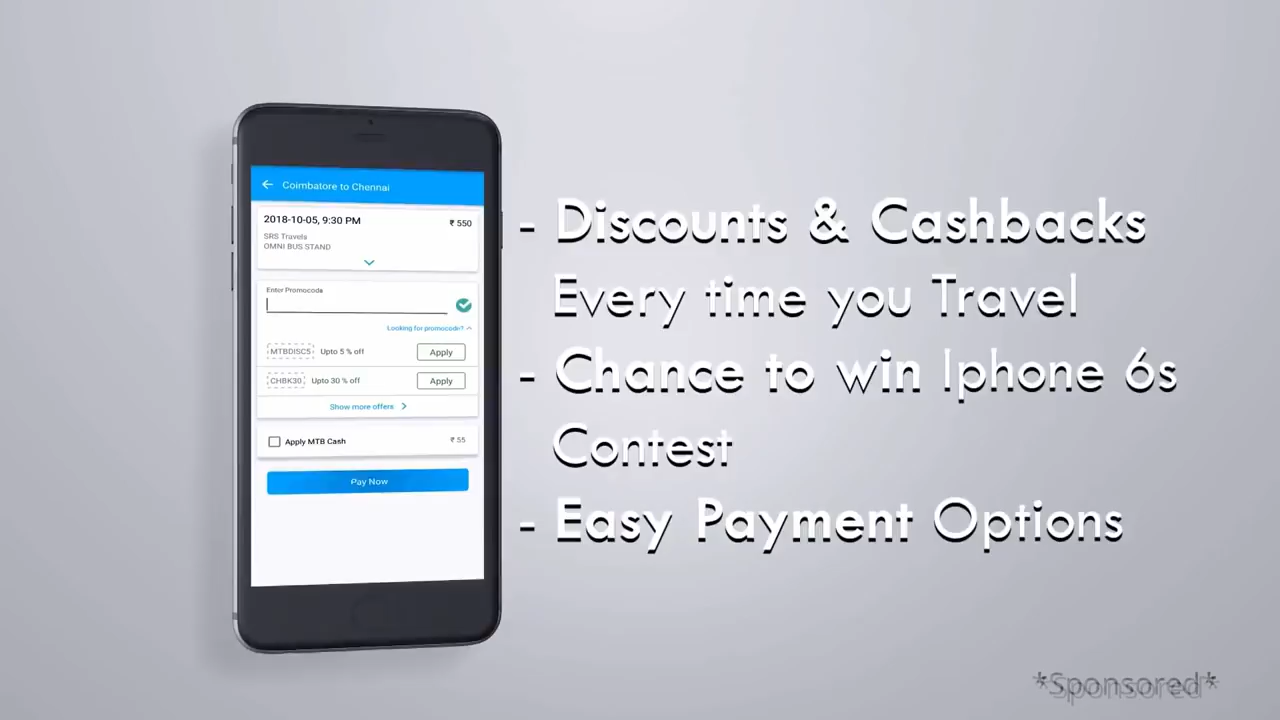 Coimbatore to Chennai
2018-10-05, 9:30 PM ₹ 550
SRS Travels
OMNI BUS STAND
Enter Promocode
Looking for promocode?
MTBDISC5 Upto 5 % off Apply
CHBK30 Upto 30 % off Apply
Show more offers
Apply MTB Cash ₹ 55
Pay Now
- Discounts & Cashbacks
Every time you Travel
- Chance to win Iphone 6s
Contest
- Easy Payment Options
*Sponsored*